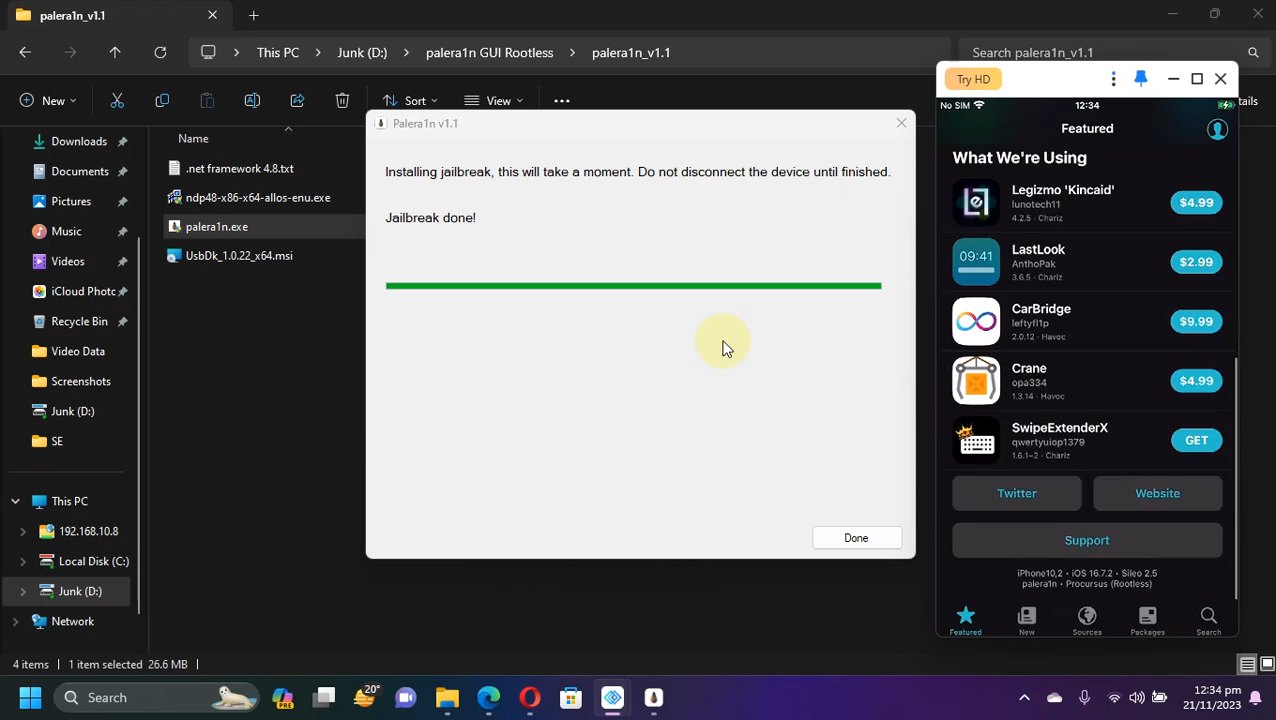 palera1n_v1.1
This PC > Junk (D:) > palera1n GUI Rootless > palera1n_v1.1
Search palera1n_v1.1
New
Sort
View
tails
Downloads
Documents
Pictures
Music
Videos
iCloud Photc
Recycle Bin
Video Data
Screenshots
Junk (D:)
SE
This PC
192.168.10.8
Local Disk (C:)
Junk (D:)
Network
Name
.net framework 4.8.txt
ndp48-x86-x64-allos-enu.exe
palera1n.exe
UsbDk_1.0.22_x64.msi
4 items
1 item selected 26.6 MB
Palera1n v1.1
Installing jailbreak, this will take a moment. Do not disconnect the device until finished.
Jailbreak done!
Done
Try HD
No SIM
12:34
Featured
What We're Using
Legizmo 'Kincaid'
lunotech11
4.2.5 · Chariz
$4.99
09:41
LastLook
AnthoPak
3.6.5 · Chariz
$2.99
CarBridge
leftyfl1p
2.0.12 · Havoc
$9.99
Crane
opa334
1.3.14 · Havoc
$4.99
SwipeExtenderX
qwertyuiop1379
1.6.1~2 · Chariz
GET
Twitter
Website
Support
iPhone10,2 • iOS 16.7.2 • Sileo 2.5
palera1n • Procursus (Rootless)
Featured
New
Sources
Packages
Search
Search
PRE
20°
12:34 pm
21/11/2023